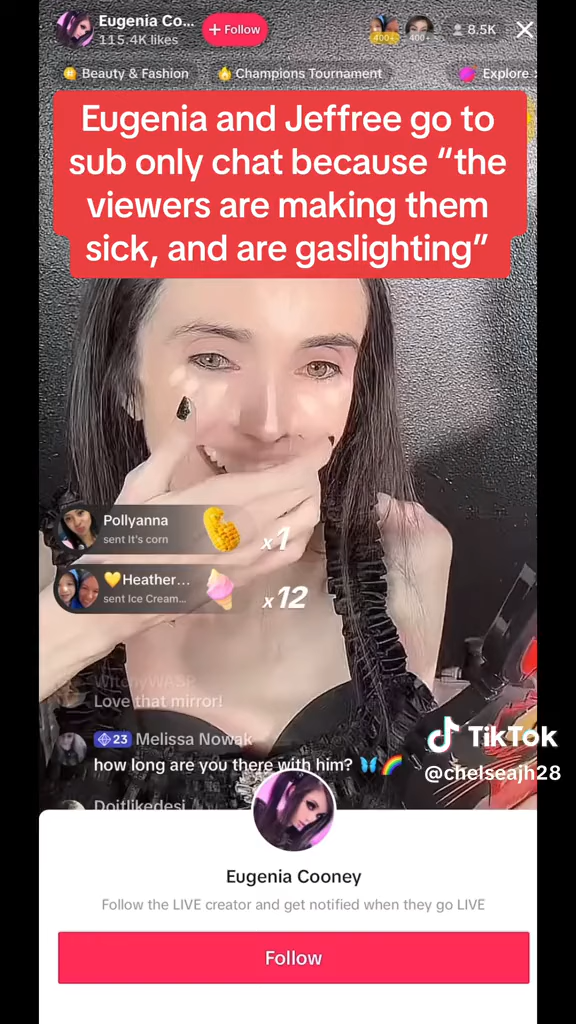 Eugenia Co...
115.4K likes
+ Follow
400+
400+
8.5K
Beauty & Fashion
Champions Tournament
Explore
Eugenia and Jeffree go to
sub only chat because “the
viewers are making them
sick, and are gaslighting”
Pollyanna
sent It's corn
x1
💛Heather...
sent Ice Cream...
x12
WitchyWASP
Love that mirror!
23 Melissa Nowak
how long are you there with him? 🦋🌈
Doitlikedesi
TikTok
@chelseajh28
Eugenia Cooney
Follow the LIVE creator and get notified when they go LIVE
Follow